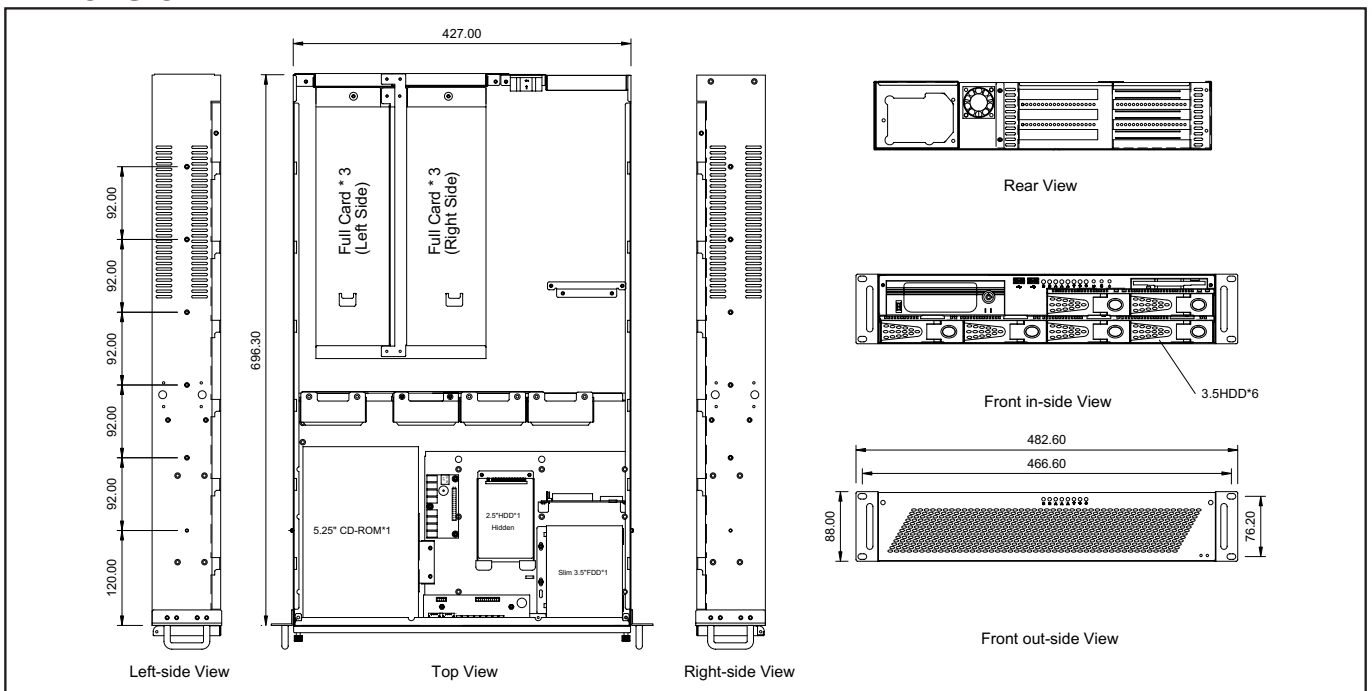 427.00
696.30
92.00
92.00
92.00
92.00
92.00
120.00
Left-side View
Full Card * 3
(Left Side)
Full Card * 3
(Right Side)
5.25" CD-ROM*1
2.5"HDD*1
Hidden
Slim 3.5"FDD*1
Top View
Right-side View
Rear View
3.5HDD*6
Front in-side View
482.60
466.60
88.00
76.20
Front out-side View